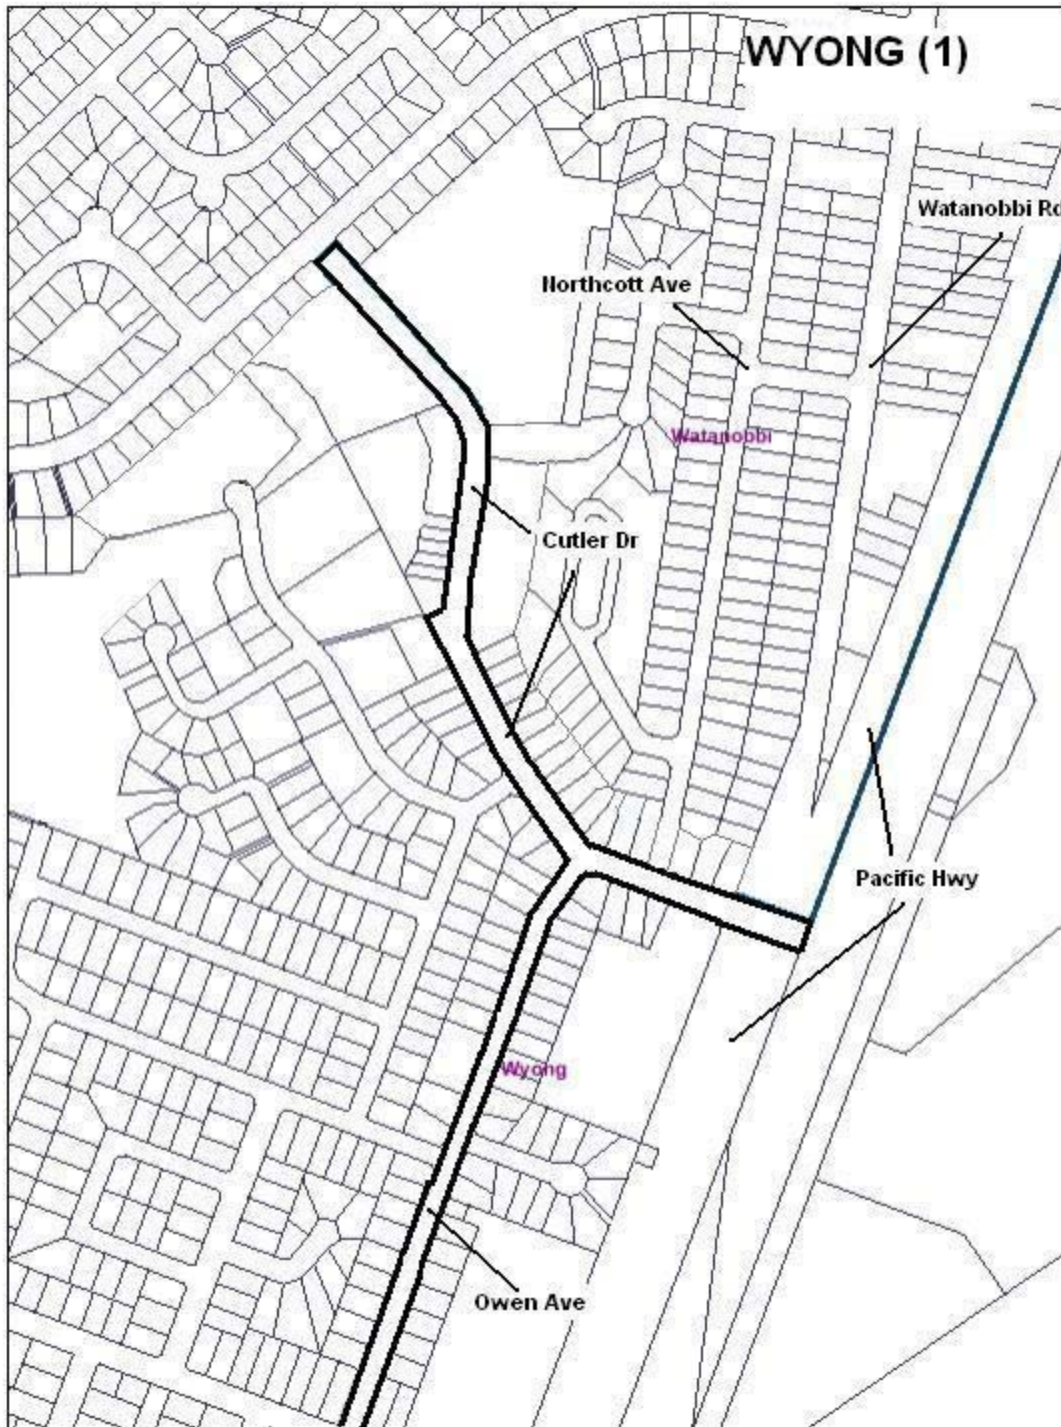 WYONG (1)
Watanobbi Rd
Northcott Ave
Watanobbi
Cutler Dr
Pacific Hwy
Wyong
Owen Ave